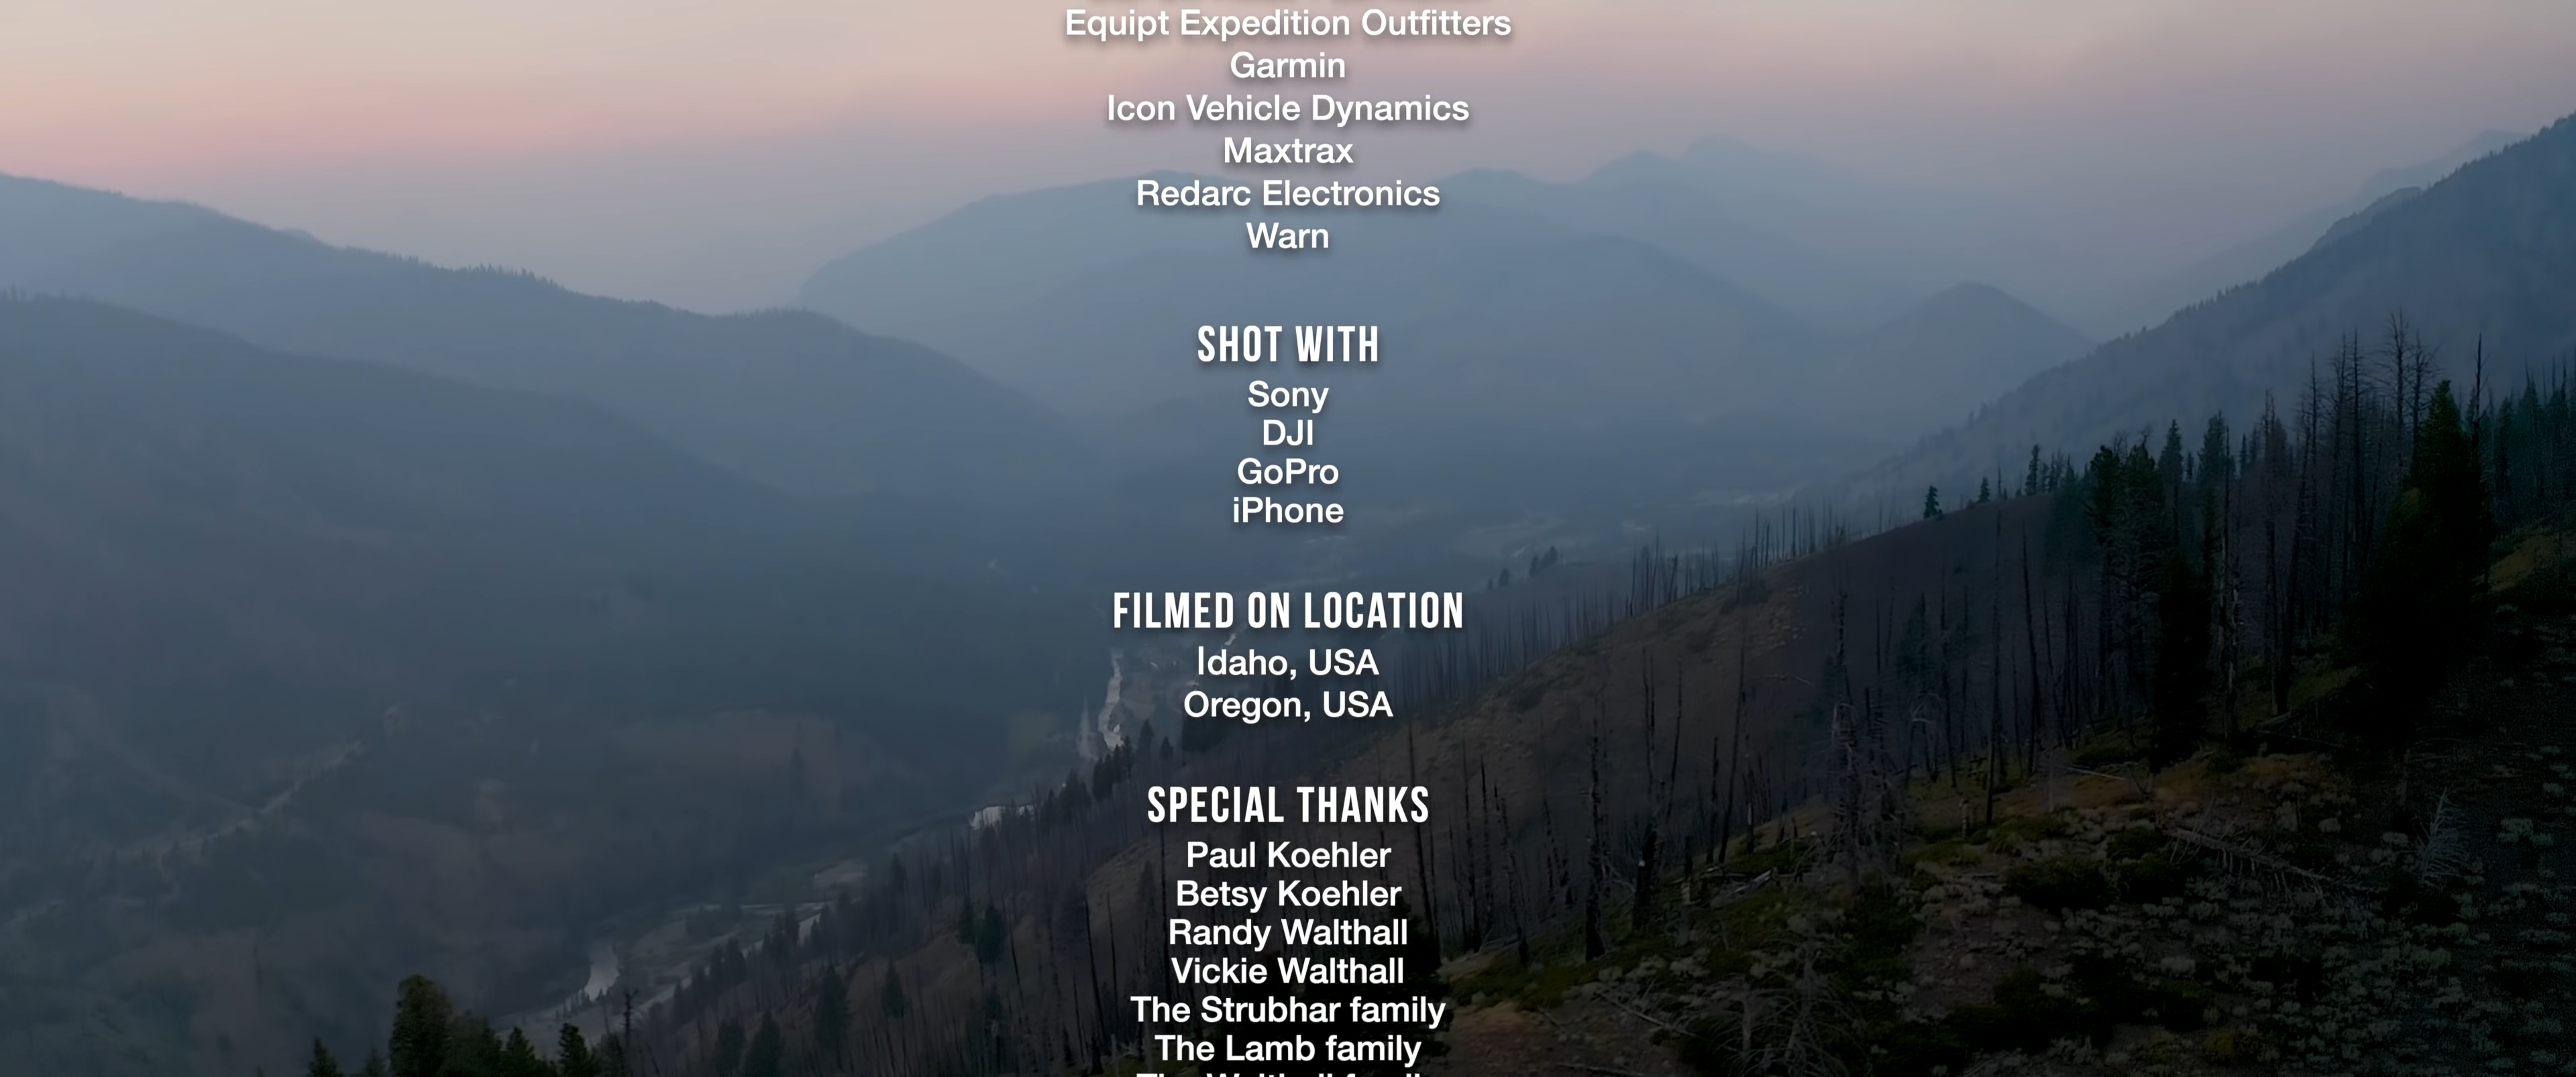 Equipt Expedition Outfitters
Garmin
Icon Vehicle Dynamics
Maxtrax
Redarc Electronics
Warn
SHOT WITH
Sony
DJI
GoPro
iPhone
FILMED ON LOCATION
Idaho, USA
Oregon, USA
SPECIAL THANKS
Paul Koehler
Betsy Koehler
Randy Walthall
Vickie Walthall
The Strubhar family
The Lamb family